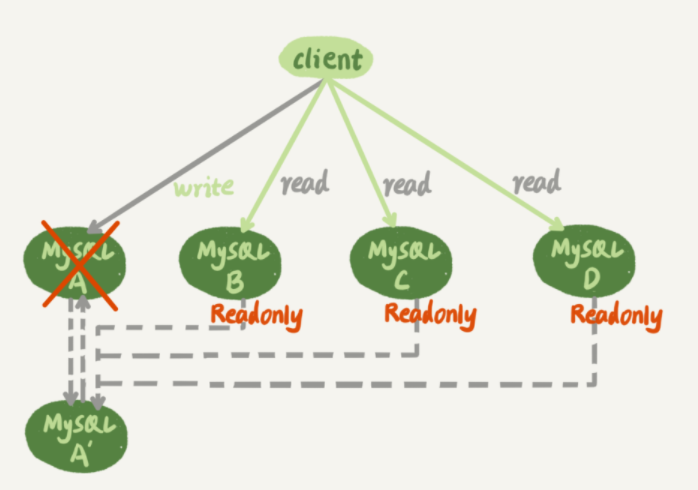 client
write
read
read
read
MySQL
A
MySQL
B
MySQL
C
MySQL
D
Readonly
Readonly
Readonly
MySQL
A'